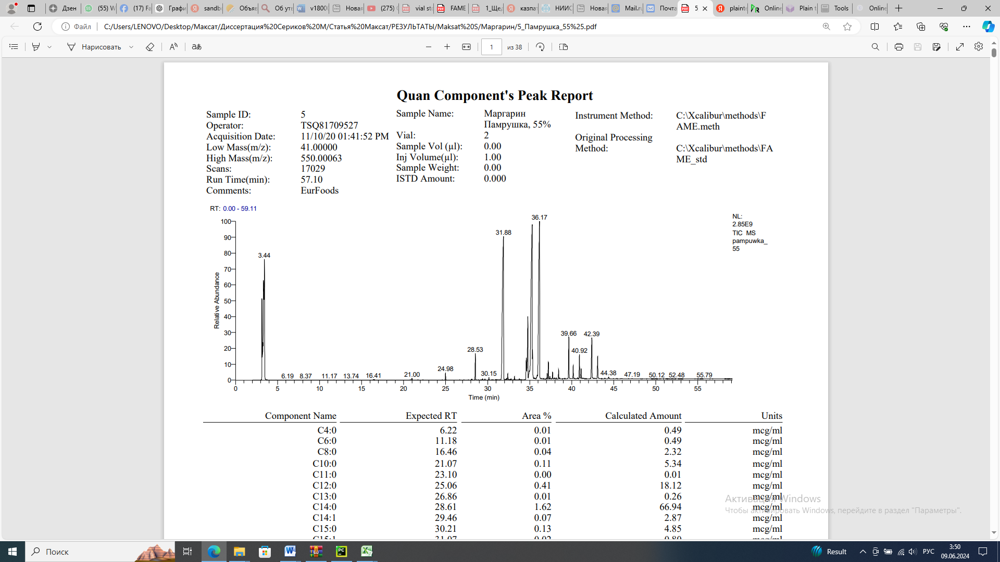 Дзен
(55) W
(17) Fa
Графи
sandb
Объяв
Об ут
v1800
Новая
(275)
vial sto
FAME
1_Щед
казпат
НИИС
Новая
Mail.ru
Почта
5
plainte
Online
Plain t
Tools
Online
Файл
C:/Users/LENOVO/Desktop/Максат/Диссертация%20Сериков%20М/Статья%20Максат/РЕЗУЛЬТАТЫ/Maksat%20S/Маргарин/5_Памрушка_55%25.pdf
Нарисовать
1 из 38
Quan Component's Peak Report
Sample ID: 5
Operator: TSQ81709527
Acquisition Date: 11/10/20 01:41:52 PM
Low Mass(m/z): 41.00000
High Mass(m/z): 550.00063
Scans: 17029
Run Time(min): 57.10
Comments: EurFoods
Sample Name: Маргарин
Памрушка, 55%
Vial: 2
Sample Vol (µl): 0.00
Inj Volume(µl): 1.00
Sample Weight: 0.00
ISTD Amount: 0.000
Instrument Method: C:\Xcalibur\methods\F
AME.meth
Original Processing
Method: C:\Xcalibur\methods\FA
ME_std
RT: 0.00 - 59.11
NL:
2.85E9
TIC MS
pampuwka_
55
Relative Abundance
100
90
80
70
60
50
40
30
20
10
0
3.44
6.19 8.37 11.17 13.74 16.41 21.00 24.98 28.53 30.15 31.88 36.17 39.66 40.92 42.39 44.38 47.19 50.12 52.48 55.79
0 5 10 15 20 25 30 35 40 45 50 55
Time (min)
Component Name Expected RT Area % Calculated Amount Units
C4:0 6.22 0.01 0.49 mcg/ml
C6:0 11.18 0.01 0.49 mcg/ml
C8:0 16.46 0.04 2.32 mcg/ml
C10:0 21.07 0.11 5.34 mcg/ml
C11:0 23.10 0.00 0.01 mcg/ml
C12:0 25.06 0.41 18.12 mcg/ml
C13:0 26.86 0.01 0.26 mcg/ml
C14:0 28.61 1.62 66.94 mcg/ml
C14:1 29.46 0.07 2.87 mcg/ml
C15:0 30.21 0.13 4.85 mcg/ml
C15:1 31.07 0.02 0.80 mcg/ml
Активация Windows
Чтобы активировать Windows, перейдите в раздел "Параметры".
Поиск
Result
РУС
3:50
09.06.2024